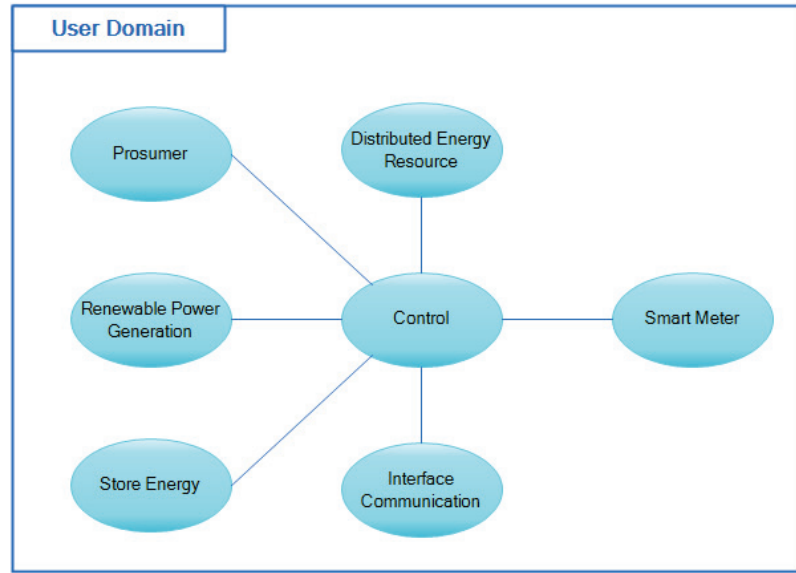 User Domain
Prosumer
Distributed Energy
Resource
Renewable Power
Generation
Control
Smart Meter
Store Energy
Interface
Communication